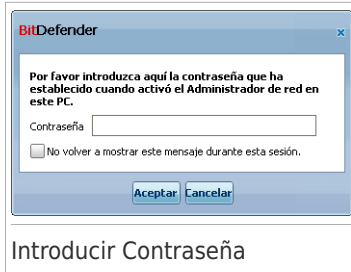 BitDefender
Por favor introduzca aquí la contraseña que ha
establecido cuando activó el Administrador de red en
este PC.
Contraseña
No volver a mostrar este mensaje durante esta sesión.
Aceptar Cancelar
Introducir Contraseña